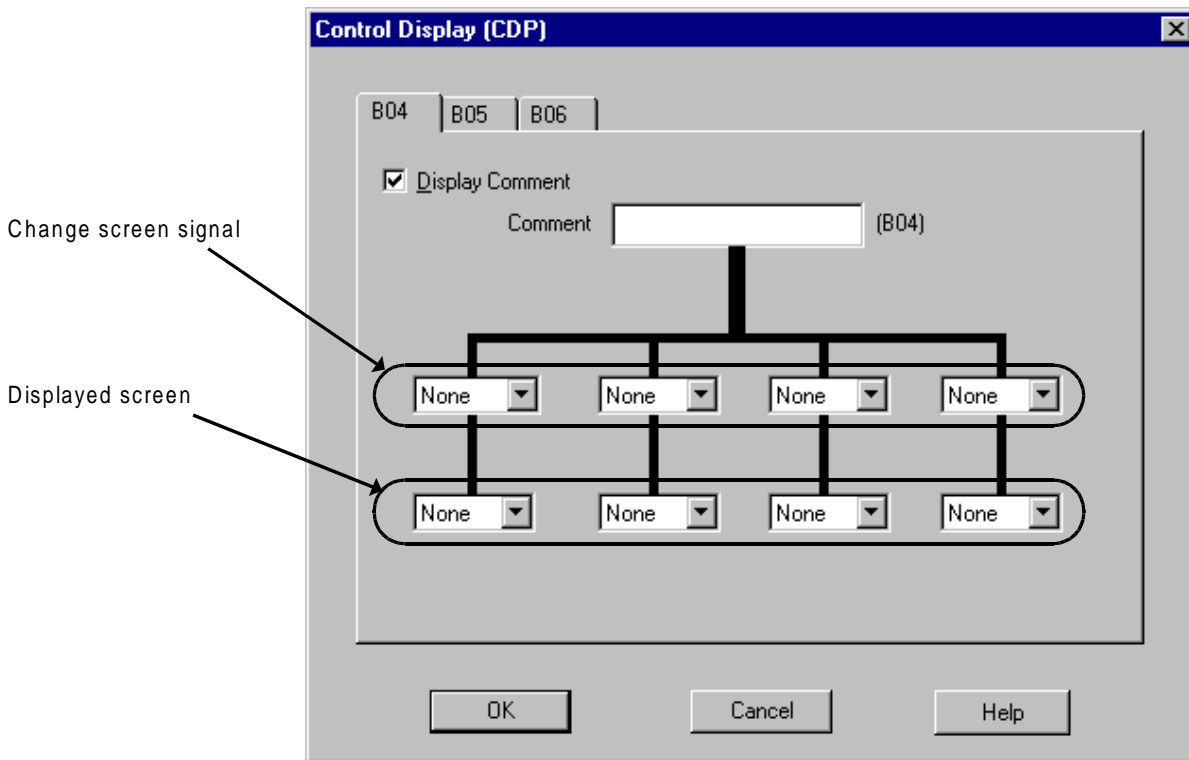 Control Display (CDP)
B04 B05 B06
Display Comment
Change screen signal
Comment (B04)
Displayed screen
None None None None
None None None None
OK Cancel Help